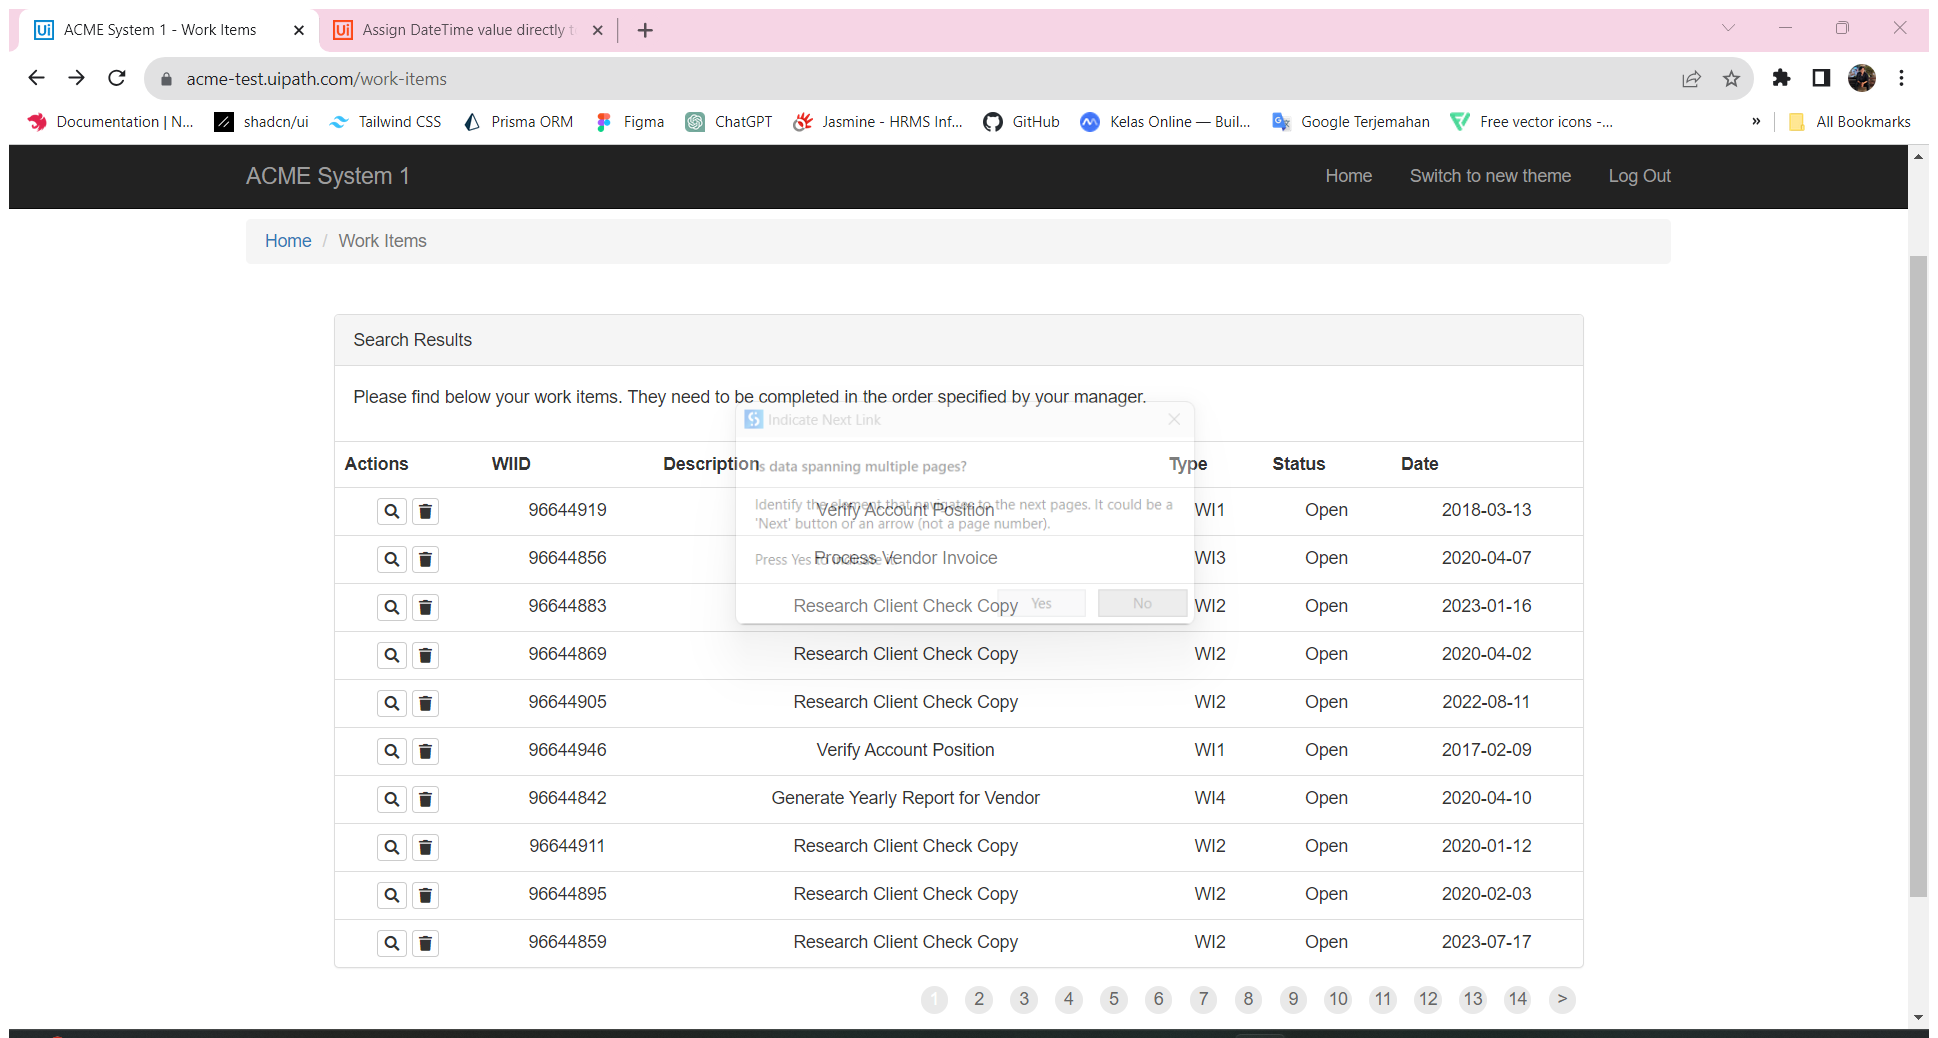 ACME System 1 - Work Items
Assign DateTime value directly t
acme-test.uipath.com/work-items
Documentation | N...
shadcn/ui
Tailwind CSS
Prisma ORM
Figma
ChatGPT
Jasmine - HRMS Inf...
GitHub
Kelas Online — Buil...
Google Terjemahan
Free vector icons -...
» All Bookmarks
ACME System 1
Home
Switch to new theme
Log Out
Home / Work Items
Search Results
Please find below your work items. They need to be completed in the order specified by your manager.
Indicate Next Link
Is data spanning multiple pages?
Identify the element that navigates to the next pages. It could be a
'Next' button or an arrow (not a page number).
Press Yes to indicate it.
Yes No
Actions WIID Description Type Status Date
96644919 Verify Account Position WI1 Open 2018-03-13
96644856 Process Vendor Invoice WI3 Open 2020-04-07
96644883 Research Client Check Copy WI2 Open 2023-01-16
96644869 Research Client Check Copy WI2 Open 2020-04-02
96644905 Research Client Check Copy WI2 Open 2022-08-11
96644946 Verify Account Position WI1 Open 2017-02-09
96644842 Generate Yearly Report for Vendor WI4 Open 2020-04-10
96644911 Research Client Check Copy WI2 Open 2020-01-12
96644895 Research Client Check Copy WI2 Open 2020-02-03
96644859 Research Client Check Copy WI2 Open 2023-07-17
1 2 3 4 5 6 7 8 9 10 11 12 13 14 >